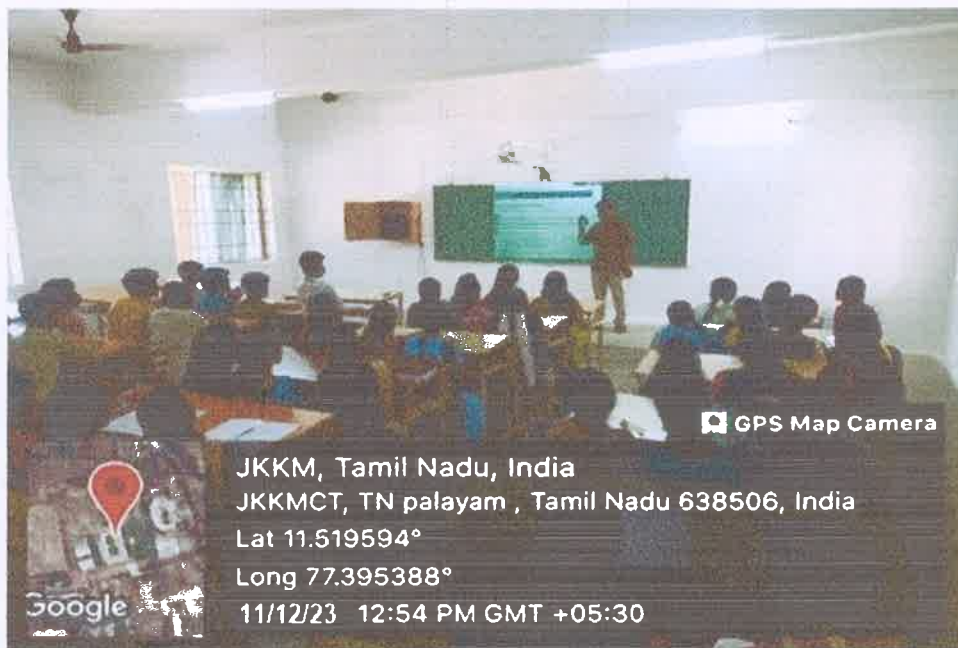 GPS Map Camera
JKKM, Tamil Nadu, India
JKKMCT, TN palayam , Tamil Nadu 638506, India
Lat 11.519594°
Long 77.395388°
11/12/23 12:54 PM GMT +05:30
Google